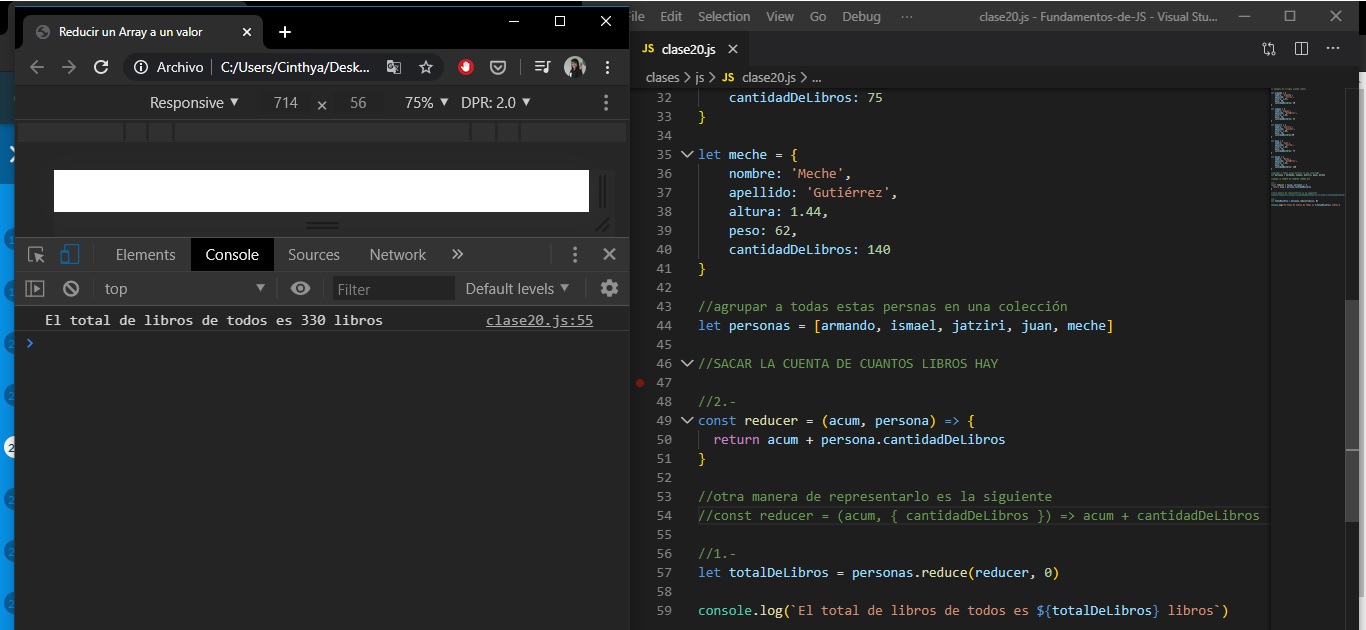 Reducir un Array a un valor
Archivo C:/Users/Cinthya/Desk...
Responsive 714 × 56 75% DPR: 2.0
Elements Console Sources Network »
top Filter Default levels
El total de libros de todos es 330 libros clase20.js:55
File Edit Selection View Go Debug ··· clase20.js - Fundamentos-de-JS - Visual Stu...
JS clase20.js
clases > js > JS clase20.js > ...
32 cantidadDeLibros: 75
33 }
34
35 let meche = {
36 nombre: 'Meche',
37 apellido: 'Gutiérrez',
38 altura: 1.44,
39 peso: 62,
40 cantidadDeLibros: 140
41 }
42
43 //agrupar a todas estas persnas en una colección
44 let personas = [armando, ismael, jatziri, juan, meche]
45
46 //SACAR LA CUENTA DE CUANTOS LIBROS HAY
47
48 //2.-
49 const reducer = (acum, persona) => {
50 return acum + persona.cantidadDeLibros
51 }
52
53 //otra manera de representarlo es la siguiente
54 //const reducer = (acum, { cantidadDeLibros }) => acum + cantidadDeLibros
55
56 //1.-
57 let totalDeLibros = personas.reduce(reducer, 0)
58
59 console.log(`El total de libros de todos es ${totalDeLibros} libros`)